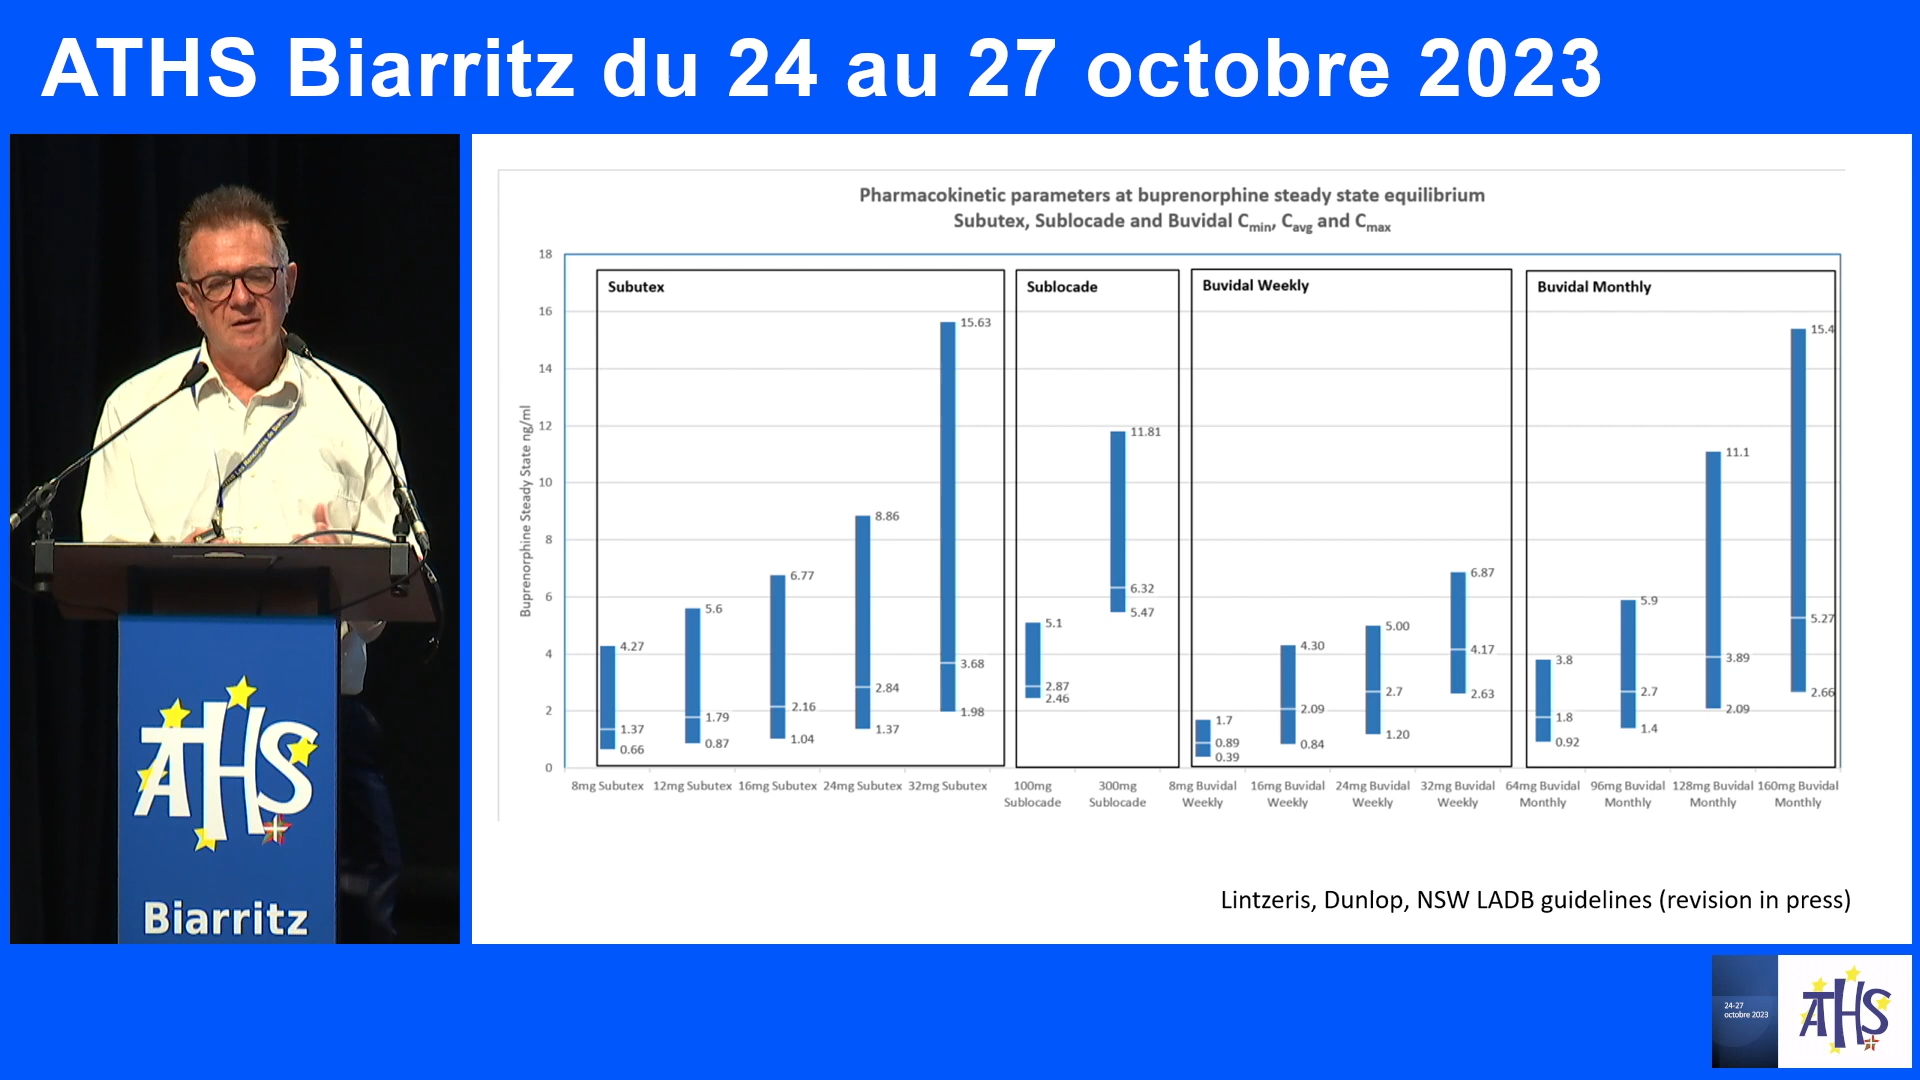 ATHS Biarritz du 24 au 27 octobre 2023
Pharmacokinetic parameters at buprenorphine steady state equilibrium
Subutex, Sublocade and Buvidal Cmin, Cavg and Cmax
Buprenorphine Steady State ng/ml
18
16
14
12
10
8
6
4
2
0
Subutex
4.27
1.37
0.66
5.6
1.79
0.87
6.77
2.16
1.04
8.86
2.84
1.37
15.63
3.68
1.98
Sublocade
5.1
2.87
2.46
11.81
6.32
5.47
Buvidal Weekly
1.7
0.89
0.39
4.30
2.09
0.84
5.00
2.7
1.20
6.87
4.17
2.63
Buvidal Monthly
3.8
1.8
0.92
5.9
2.7
1.4
11.1
3.89
2.09
15.4
5.27
2.66
8mg Subutex
12mg Subutex
16mg Subutex
24mg Subutex
32mg Subutex
100mg
Sublocade
300mg
Sublocade
8mg Buvidal
Weekly
16mg Buvidal
Weekly
24mg Buvidal
Weekly
32mg Buvidal
Weekly
64mg Buvidal
Monthly
96mg Buvidal
Monthly
128mg Buvidal
Monthly
160mg Buvidal
Monthly
Lintzeris, Dunlop, NSW LADB guidelines (revision in press)
ATHS
Biarritz
24-27
octobre 2023
ATHS